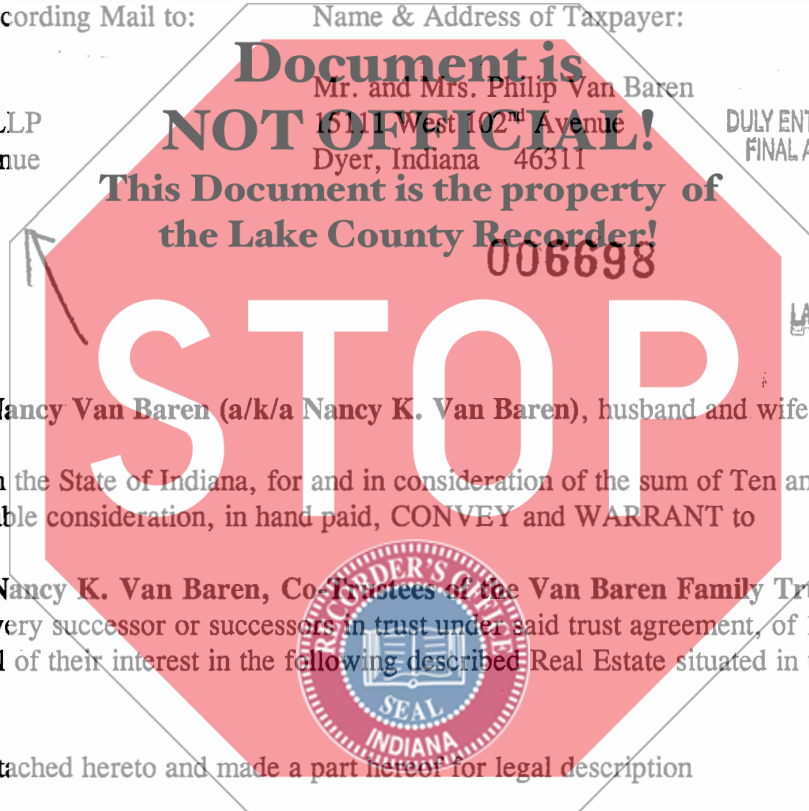 cording Mail to: Name & Address of Taxpayer:
Document is
Mr. and Mrs. Philip Van Baren
LLP NOT OFFICIAL! 15111 West 102nd Avenue DULY ENT
nue Dyer, Indiana 46311 FINAL A
This Document is the property of
the Lake County Recorder!
006698
STOP
LA
Nancy Van Baren (a/k/a Nancy K. Van Baren), husband and wife
n the State of Indiana, for and in consideration of the sum of Ten an
ble consideration, in hand paid, CONVEY and WARRANT to
Nancy K. Van Baren, Co-Trustees of the Van Baren Family Tr
very successor or successors in trust under said trust agreement, of
l of their interest in the following described Real Estate situated in
RECORDER'S OFFICE
SEAL
INDIANA
tached hereto and made a part hereof for legal description